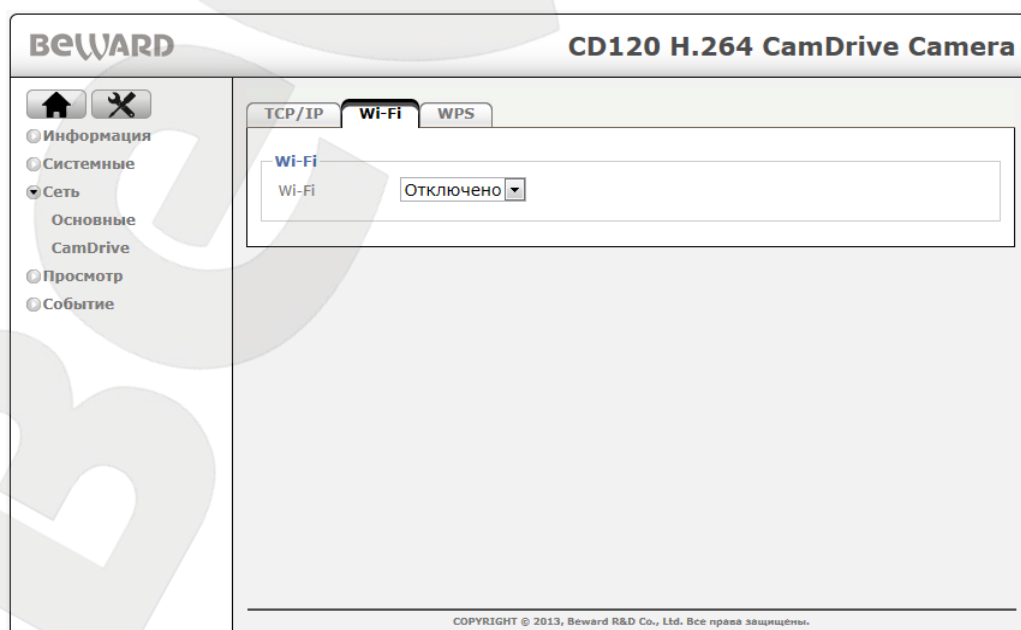 BEWARD
CD120 H.264 CamDrive Camera
Информация
Системные
Сеть
Основные
CamDrive
Просмотр
Событие
TCP/IP Wi-Fi WPS
Wi-Fi
Wi-Fi Отключено
COPYRIGHT © 2013, Beward R&D Co., Ltd. Все права защищены.